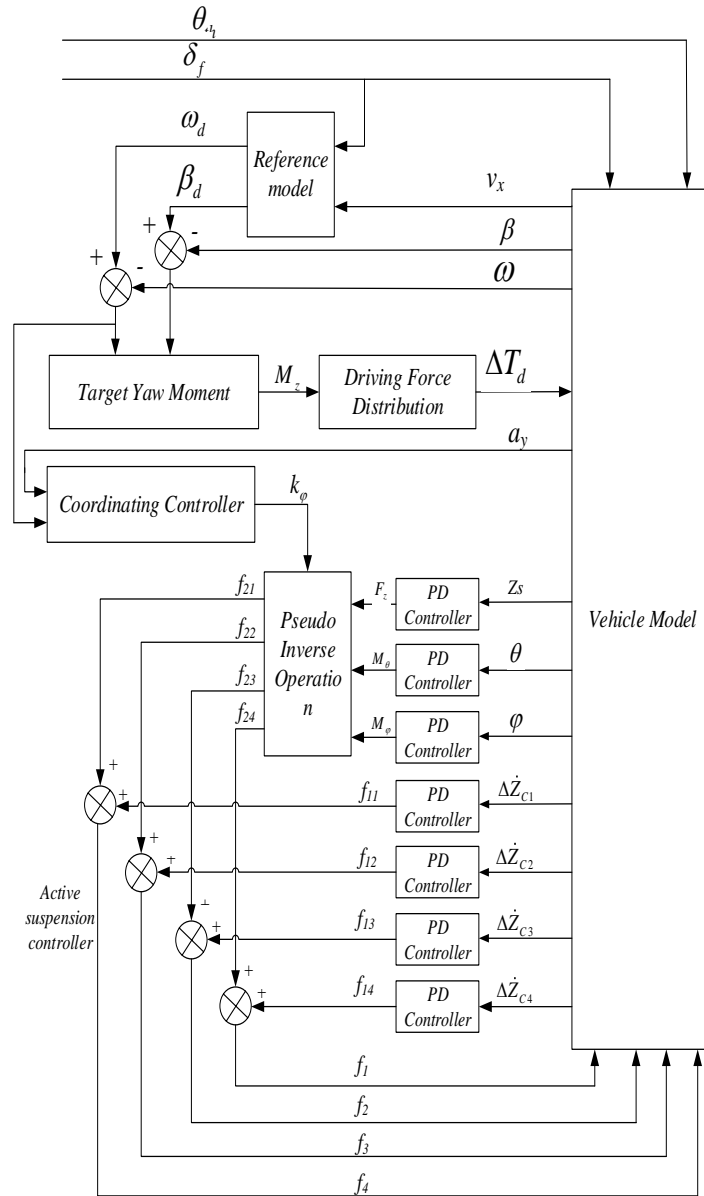 δ_f
ω_d
Reference
model
β_d
v_x
+
-
β
+
-
ω
Target Yaw Moment
M_z
Driving Force
Distribution
ΔT_d
a_y
Coordinating Controller
k_φ
Vehicle Model
Pseudo
Inverse
Operatio
n
f_21
f_22
f_23
f_24
F_z
PD
Controller
Zs
M_θ
PD
Controller
θ
M_φ
PD
Controller
φ
+
+
f_11
PD
Controller
ΔŻ_C1
+
+
f_12
PD
Controller
ΔŻ_C2
Active
suspension
controller
+
+
f_13
PD
Controller
ΔŻ_C3
+
+
f_14
PD
Controller
ΔŻ_C4
f_1
f_2
f_3
f_4